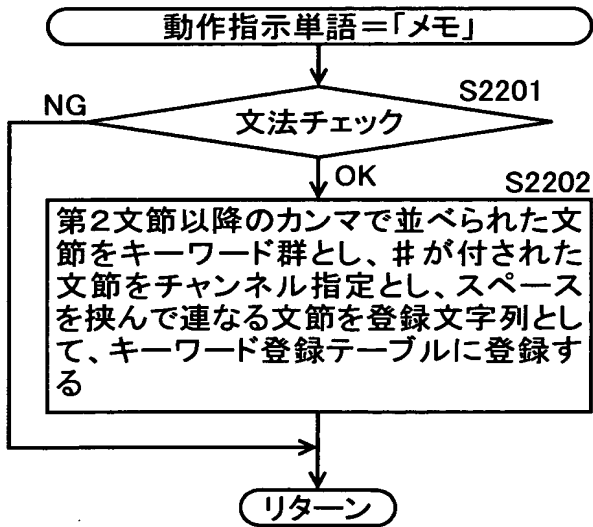 動作指示単語=「メモ」
S2201
NG
文法チェック
OK
S2202
第2文節以降のカンマで並べられた文
節をキーワード群とし、♯が付された
文節をチャンネル指定とし、スペース
を挟んで連なる文節を登録文字列とし
て、キーワード登録テーブルに登録す
る
リターン